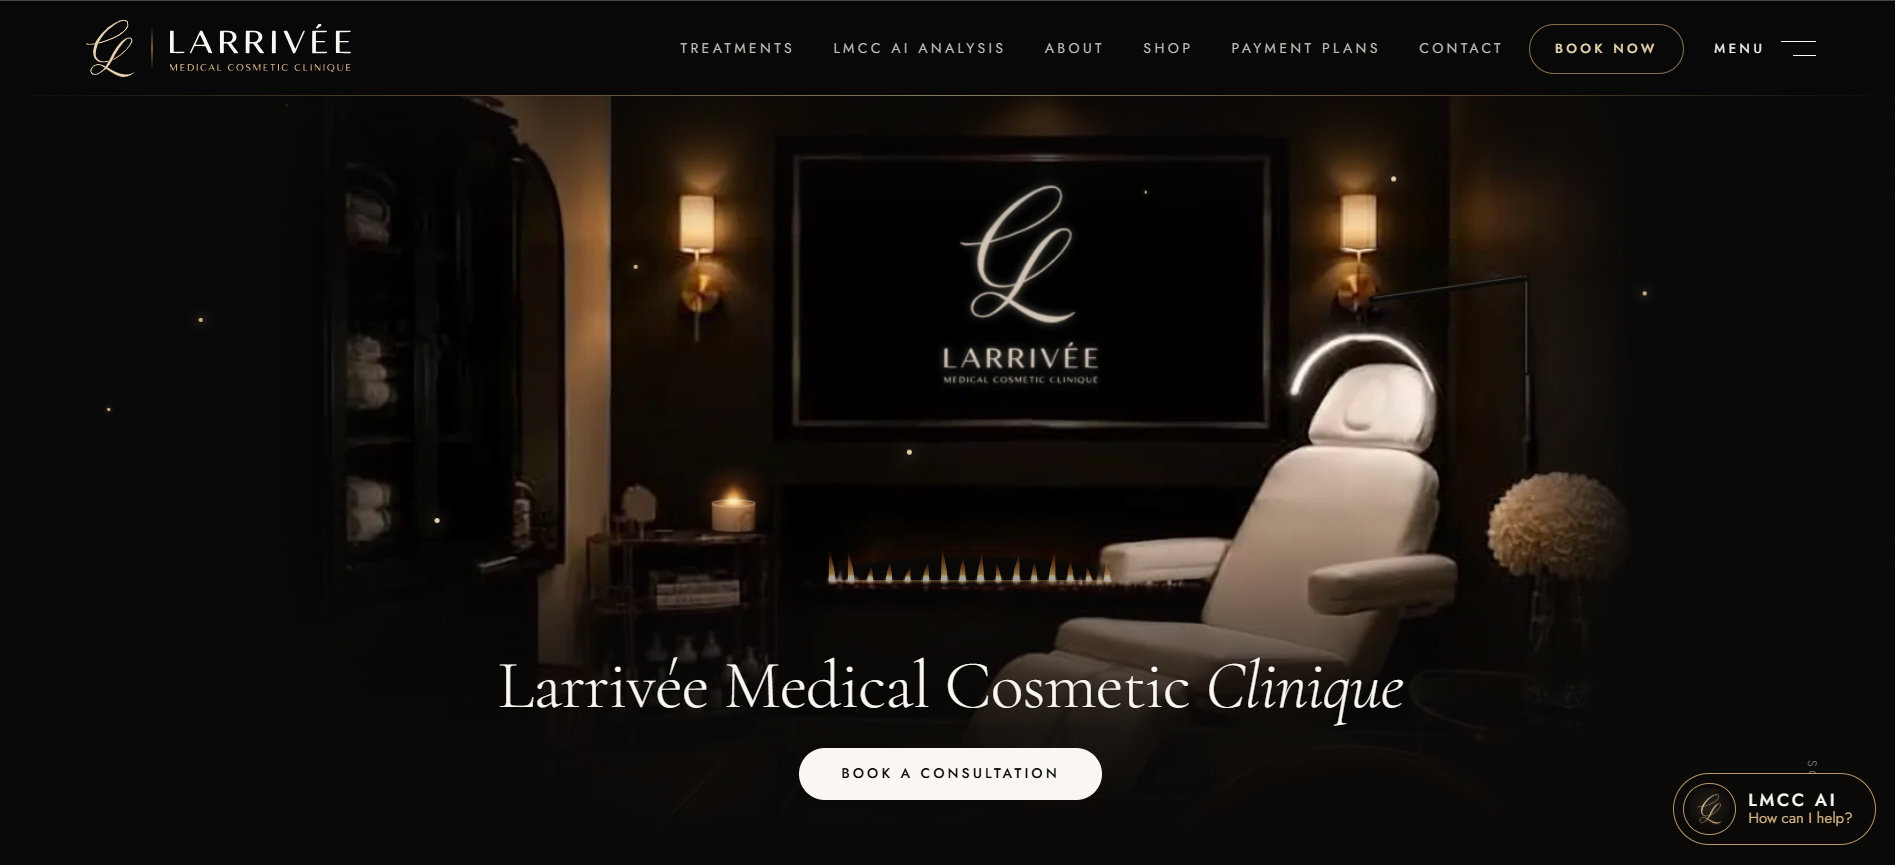 LARRIVÉE
MEDICAL COSMETIC CLINIQUE
TREATMENTS LMCC AI ANALYSIS ABOUT SHOP PAYMENT PLANS CONTACT BOOK NOW MENU
LARRIVÉE
MEDICAL COSMETIC CLINIQUE
Larrivée Medical Cosmetic Clinique
BOOK A CONSULTATION
LMCC AI
How can I help?